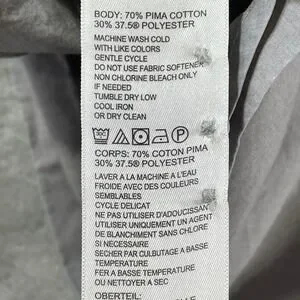 BODY: 70% PIMA COTTON
30% 37.5® POLYESTER
MACHINE WASH COLD
WITH LIKE COLORS
GENTLE CYCLE
DO NOT USE FABRIC SOFTENER
NON CHLORINE BLEACH ONLY
IF NEEDED
TUMBLE DRY LOW
COOL IRON
OR DRY CLEAN
CORPS: 70% COTON PIMA
30% 37.5® POLYESTER
LAVER A LA MACHINE A L'EAU
FROIDE AVEC DES COULEURS
SEMBLABLES
CYCLE DELICAT
NE PAS UTILISER D'ADOUCISSANT
UTILISER UNIQUEMENT UN AGENT
DE BLANCHIMENT SANS CHLORE
SI NECESSAIRE
SECHER PAR CULBUTAGE A BASSE
TEMPERATURE
FER A BASSE TEMPERATURE
OU NETTOYER A SEC
OBERTEIL: